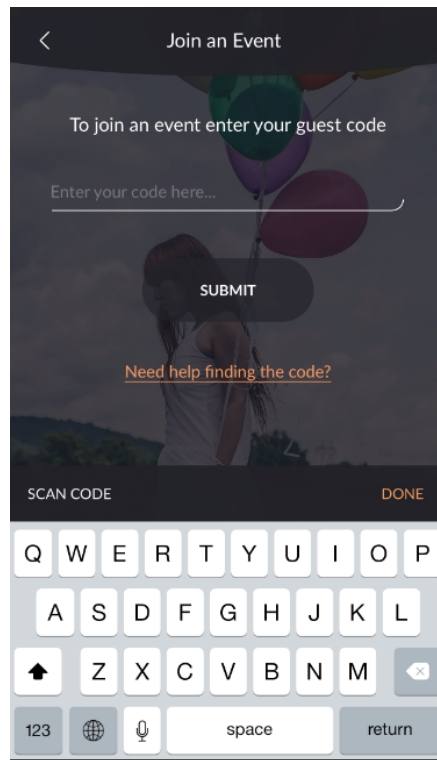 Join an Event
To join an event enter your guest code
Enter your code here...
SUBMIT
Need help finding the code?
SCAN CODE DONE
Q W E R T Y U I O P
A S D F G H J K L
Z X C V B N M
123 space return